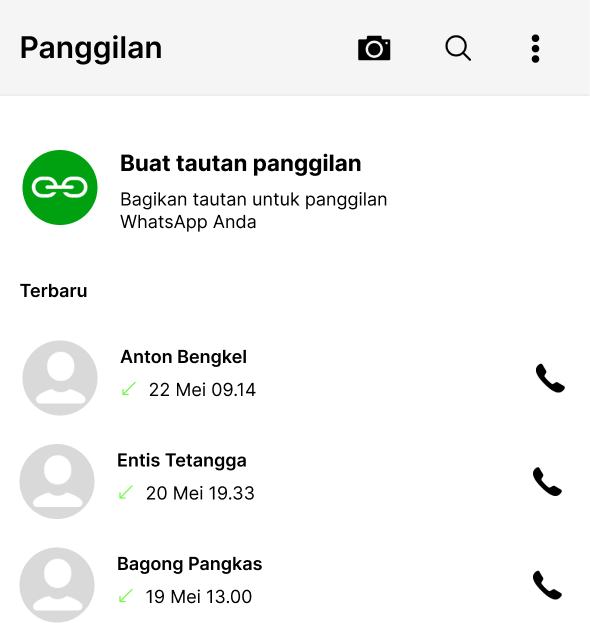 Panggilan
Buat tautan panggilan
Bagikan tautan untuk panggilan
WhatsApp Anda
Terbaru
Anton Bengkel
22 Mei 09.14
Entis Tetangga
20 Mei 19.33
Bagong Pangkas
19 Mei 13.00